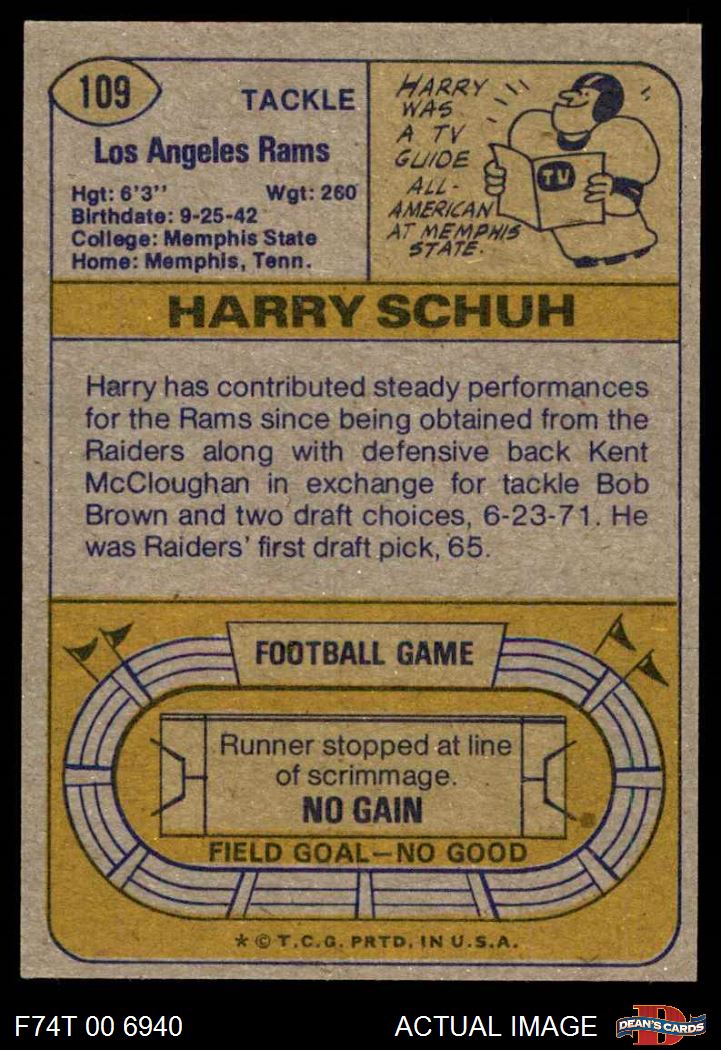 109
TACKLE
Los Angeles Rams
Hgt: 6'3'' Wgt: 260
Birthdate: 9-25-42
College: Memphis State
Home: Memphis, Tenn.
HARRY
WAS
A TV
GUIDE
ALL-
AMERICAN
AT MEMPHIS
STATE.
TV
HARRY SCHUH
Harry has contributed steady performances
for the Rams since being obtained from the
Raiders along with defensive back Kent
McCloughan in exchange for tackle Bob
Brown and two draft choices, 6-23-71. He
was Raiders' first draft pick, 65.
FOOTBALL GAME
Runner stopped at line
of scrimmage.
NO GAIN
FIELD GOAL—NO GOOD
* © T.C.G. PRTD. IN U.S.A.
F74T 00 6940 ACTUAL IMAGE
D
DEAN'S CARDS